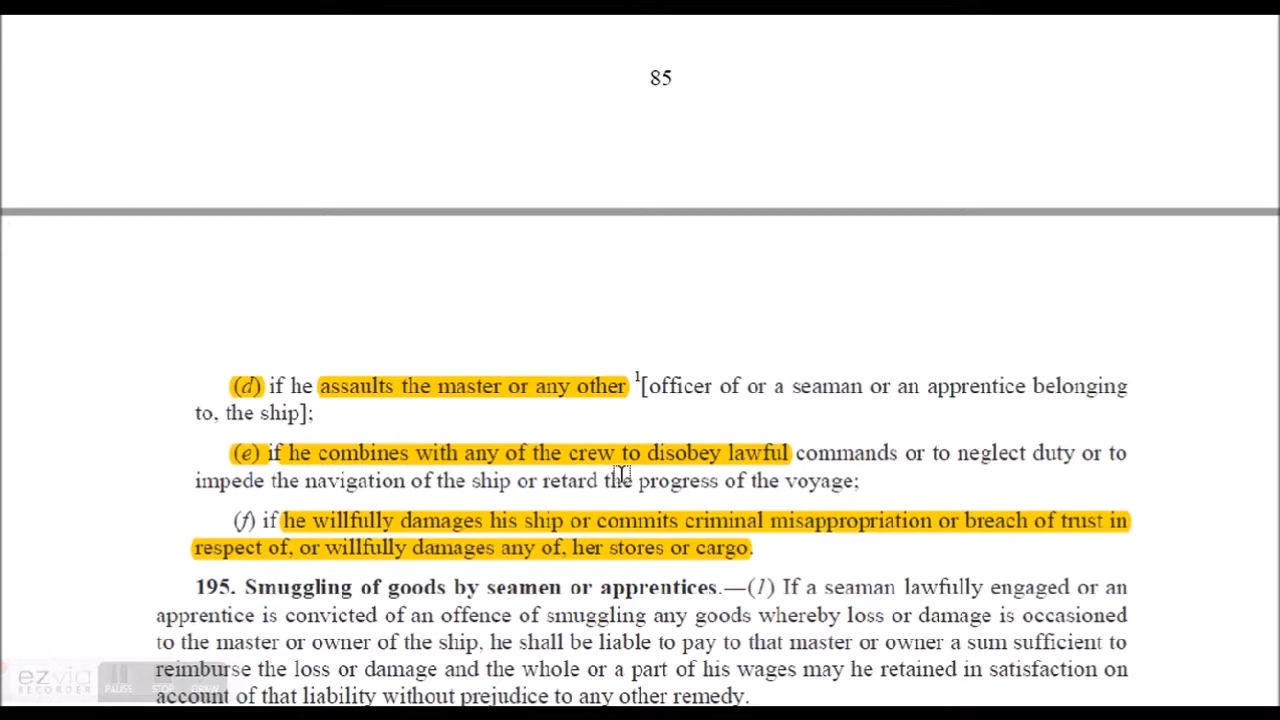 85
(d) if he assaults the master or any other 1[officer of or a seaman or an apprentice belonging
to, the ship];
(e) if he combines with any of the crew to disobey lawful commands or to neglect duty or to
impede the navigation of the ship or retard the progress of the voyage;
(f) if he willfully damages his ship or commits criminal misappropriation or breach of trust in
respect of, or willfully damages any of, her stores or cargo.
195. Smuggling of goods by seamen or apprentices.—(1) If a seaman lawfully engaged or an
apprentice is convicted of an offence of smuggling any goods whereby loss or damage is occasioned
to the master or owner of the ship, he shall be liable to pay to that master or owner a sum sufficient to
reimburse the loss or damage and the whole or a part of his wages may he retained in satisfaction on
account of that liability without prejudice to any other remedy.
ezvid
RECORDER
PAUSE STOP DRAW